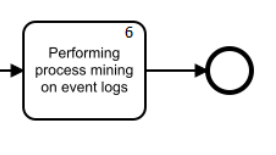 6
Performing
process mining
on event logs